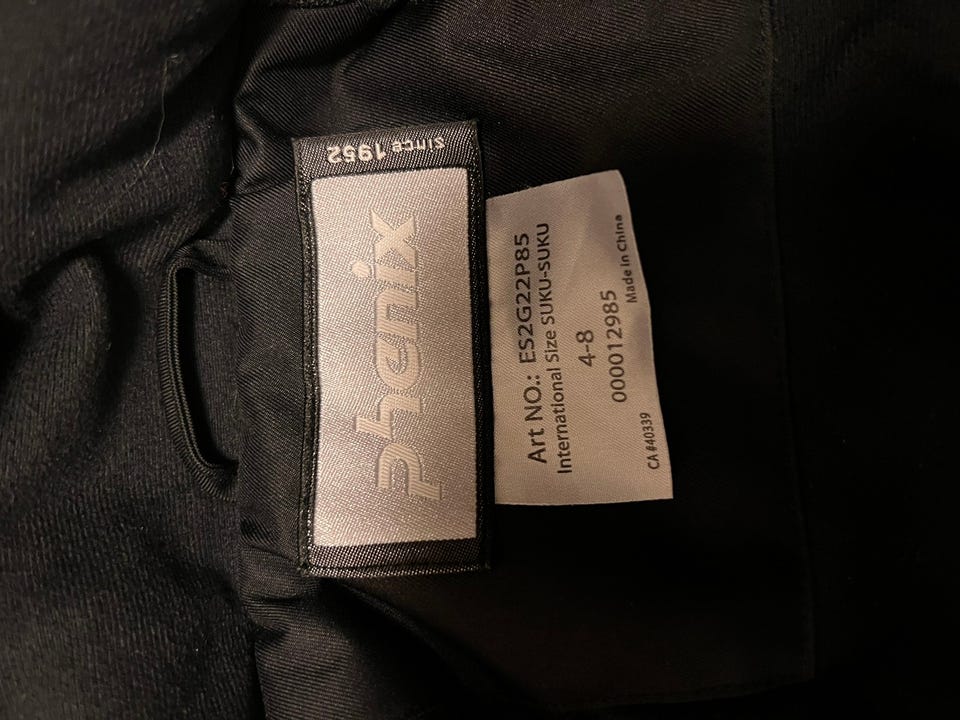 since 1952
phenix
Art NO.: ES2G22P85
International Size SUKU-SUKU
4-8
000012985
CA#40339 Made in China